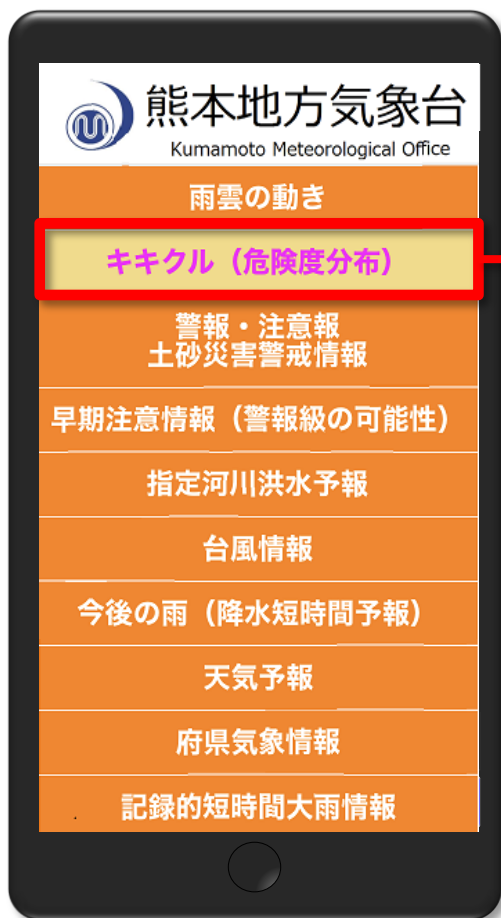 熊本地方気象台
Kumamoto Meteorological Office
雨雲の動き
キキクル（危険度分布）
警報・注意報
土砂災害警戒情報
早期注意情報（警報級の可能性）
指定河川洪水予報
台風情報
今後の雨（降水短時間予報）
天気予報
府県気象情報
記録的短時間大雨情報